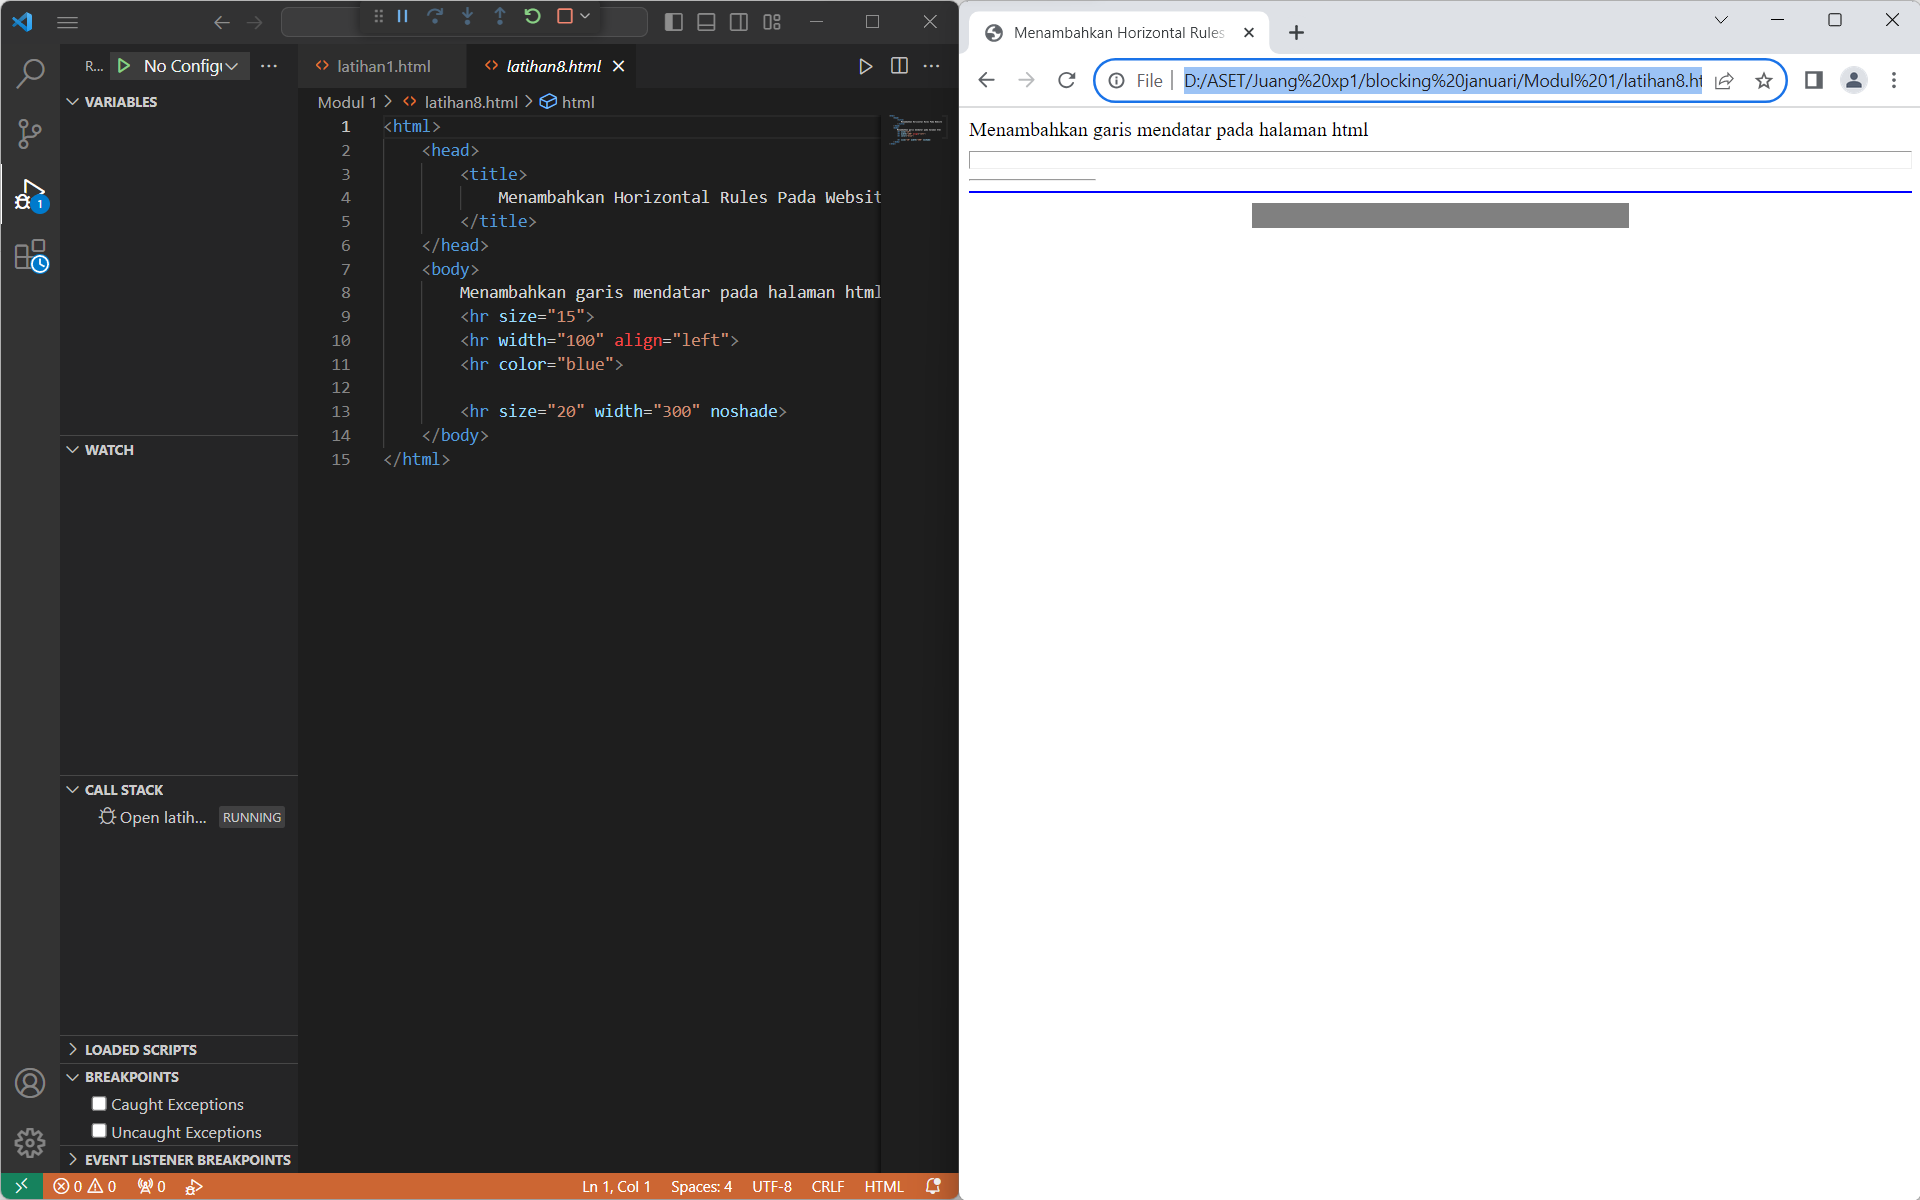 R... No Config
latihan1.html
latihan8.html
Modul 1 > latihan8.html > html
VARIABLES
WATCH
CALL STACK
Open latih... RUNNING
LOADED SCRIPTS
BREAKPOINTS
Caught Exceptions
Uncaught Exceptions
EVENT LISTENER BREAKPOINTS
1
1 <html>
2 <head>
3 <title>
4 Menambahkan Horizontal Rules Pada Websit
5 </title>
6 </head>
7 <body>
8 Menambahkan garis mendatar pada halaman html
9 <hr size="15">
10 <hr width="100" align="left">
11 <hr color="blue">
12
13 <hr size="20" width="300" noshade>
14 </body>
15 </html>
0 0 0 Ln 1, Col 1 Spaces: 4 UTF-8 CRLF HTML
Menambahkan Horizontal Rules
File | D:/ASET/Juang%20xp1/blocking%20januari/Modul%201/latihan8.ht
Menambahkan garis mendatar pada halaman html